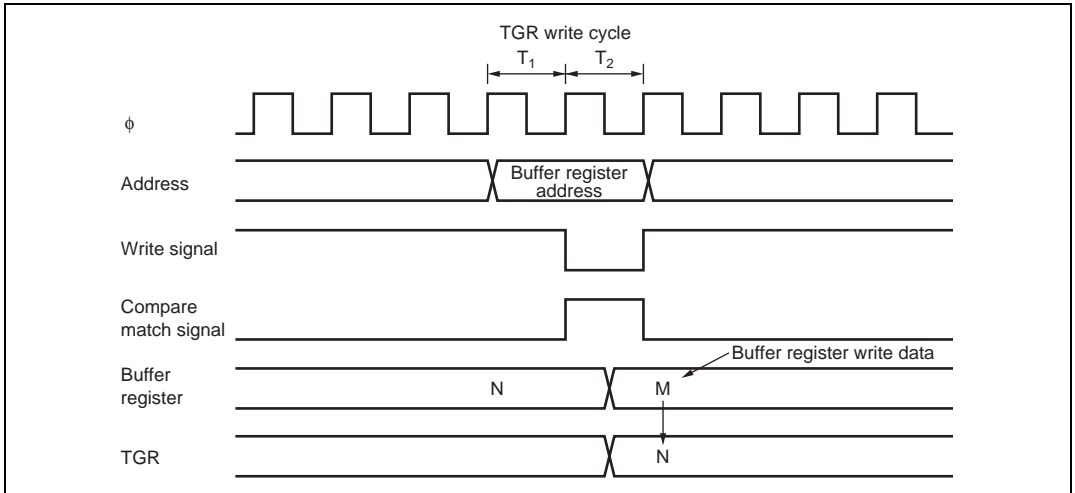 TGR write cycle
T1 T2
ϕ
Address
Buffer register
address
Write signal
Compare
match signal
Buffer register write data
Buffer
register
N M
TGR
N